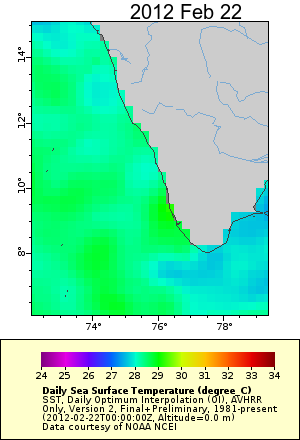 2012 Feb 22
14°
12°
10°
8°
74° 76° 78°
24 25 26 27 28 29 30 31 32 33 34
Daily Sea Surface Temperature (degree_C)
SST, Daily Optimum Interpolation (OI), AVHRR
Only, Version 2, Final+Preliminary, 1981-present
(2012-02-22T00:00:00Z, Altitude=0.0 m)
Data courtesy of NOAA NCEI